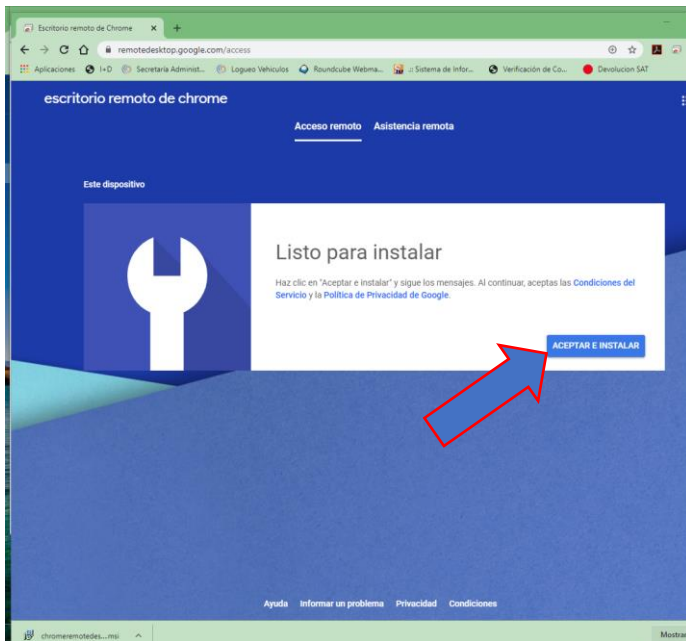 Escritorio remoto de Chrome
remotedesktop.google.com/access
Aplicaciones I+D Secretaría Administ... Logueo Vehiculos Roundcube Webma... .:: Sistema de Infor... Verificación de Co... Devolucion SAT
escritorio remoto de chrome
Acceso remoto Asistencia remota
Este dispositivo
Listo para instalar
Haz clic en "Aceptar e instalar" y sigue los mensajes. Al continuar, aceptas las Condiciones del
Servicio y la Política de Privacidad de Google.
ACEPTAR E INSTALAR
Ayuda Informar un problema Privacidad Condiciones
chromeremotedes....msi Mostrar